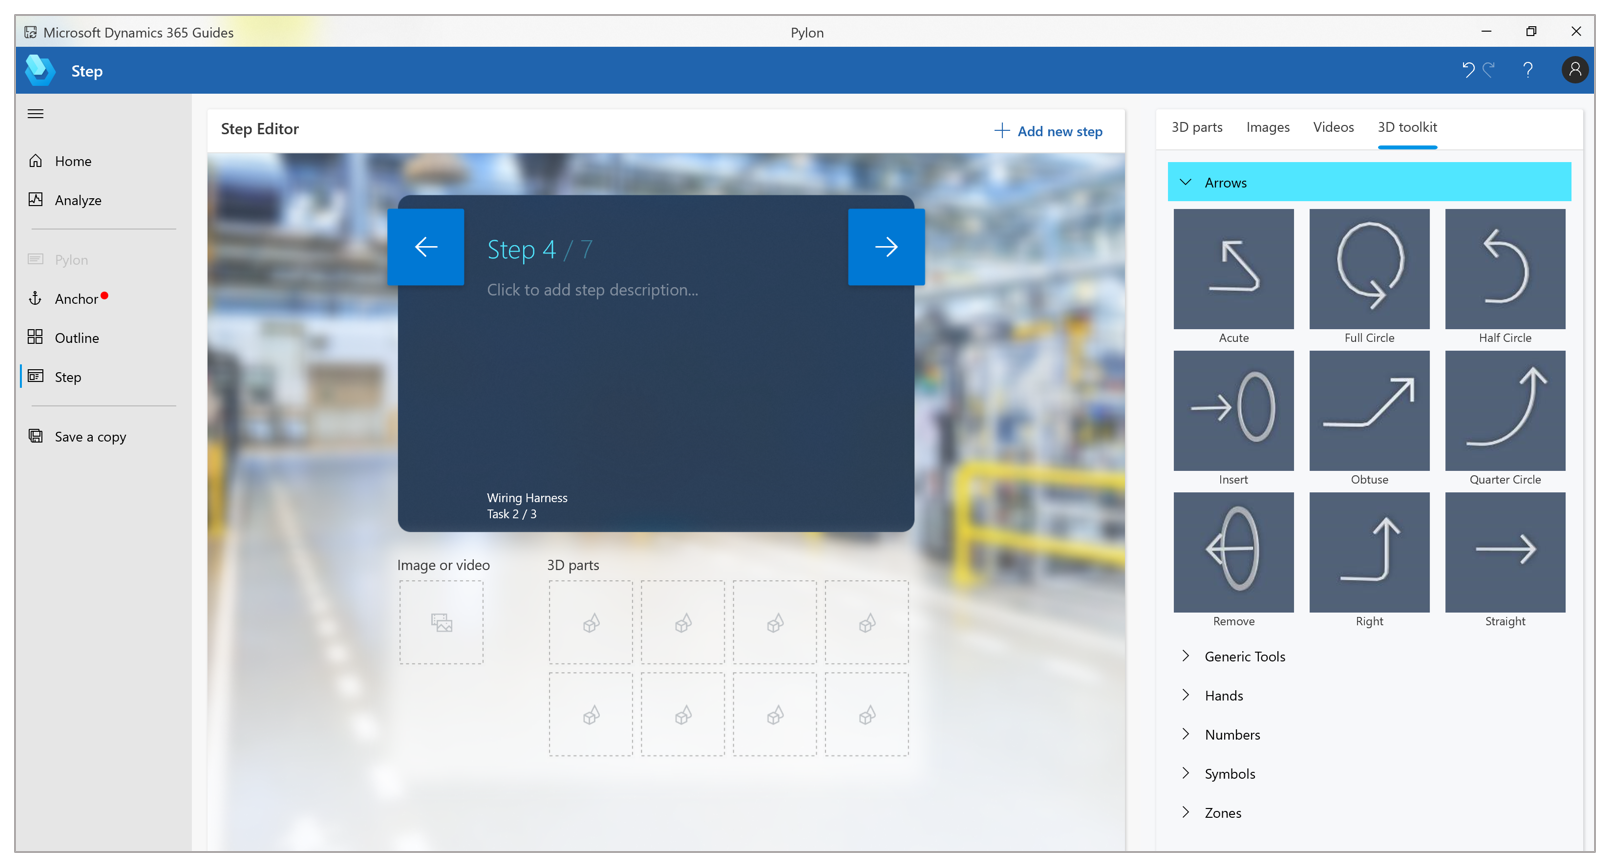 Microsoft Dynamics 365 Guides
Pylon
Step
?
Home
Analyze
Pylon
Anchor
Outline
Step
Save a copy
Step Editor
Add new step
Step 4 / 7
Click to add step description...
Wiring Harness
Task 2 / 3
Image or video
3D parts
3D parts Images Videos 3D toolkit
Arrows
Acute Full Circle Half Circle
Insert Obtuse Quarter Circle
Remove Right Straight
Generic Tools
Hands
Numbers
Symbols
Zones